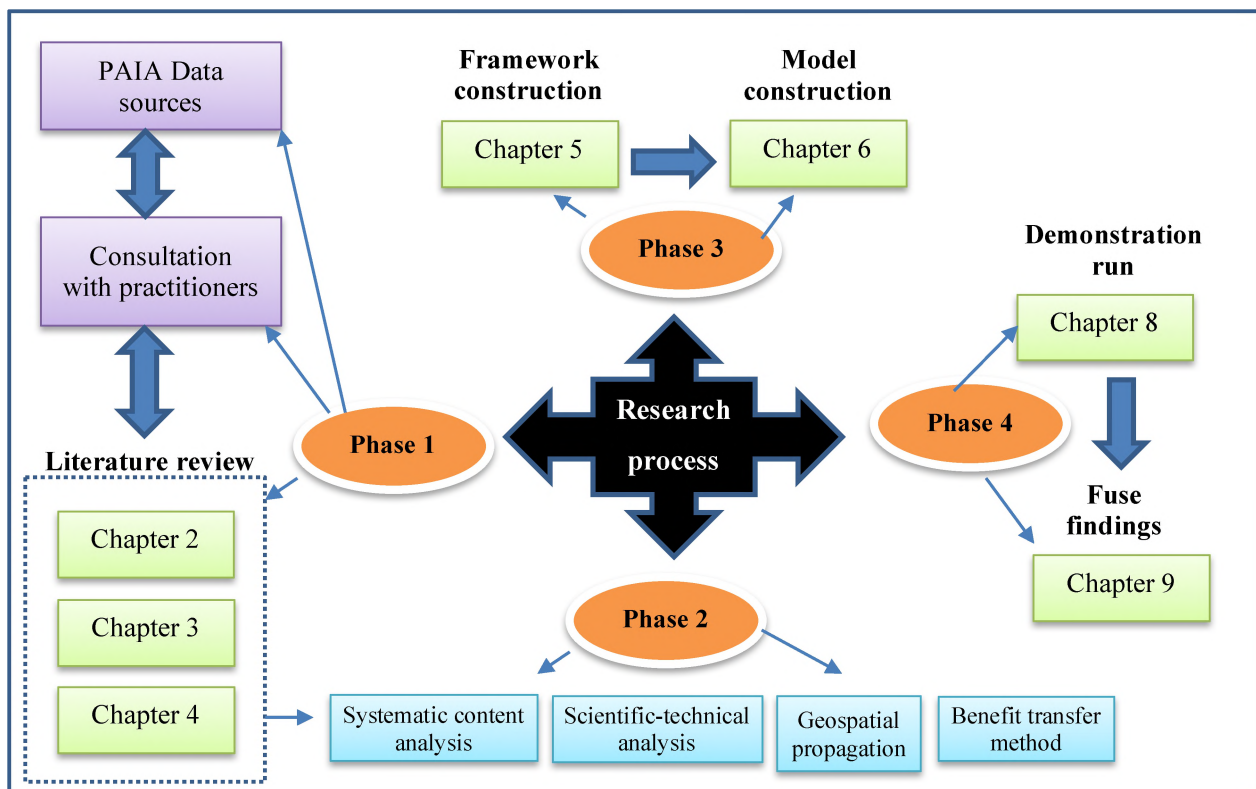 PAIA Data
sources
Consultation
with practitioners
Literature review
Chapter 2
Chapter 3
Chapter 4
Phase 1
Framework
construction
Chapter 5
Model
construction
Chapter 6
Phase 3
Research
process
Demonstration
run
Chapter 8
Phase 4
Fuse
findings
Chapter 9
Phase 2
Systematic content
analysis
Scientific-technical
analysis
Geospatial
propagation
Benefit transfer
method